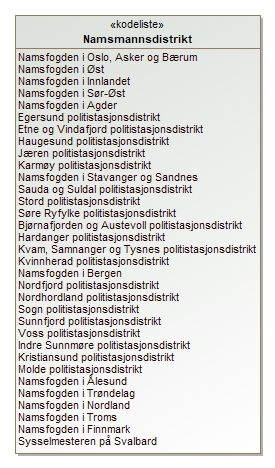 «kodeliste»
Namsmannsdistrikt
Namsfogden i Oslo, Asker og Bærum
Namsfogden i Øst
Namsfogden i Innlandet
Namsfogden i Sør-Øst
Namsfogden i Agder
Egersund politistasjonsdistrikt
Etne og Vindafjord politistasjonsdistrikt
Haugesund politistasjonsdistrikt
Jæren politistasjonsdistrikt
Karmøy politistasjonsdistrikt
Namsfogden i Stavanger og Sandnes
Sauda og Suldal politistasjonsdistrikt
Stord politistasjonsdistrikt
Søre Ryfylke politistasjonsdistrikt
Bjørnafjorden og Austevoll politistasjonsdistrikt
Hardanger politistasjonsdistrikt
Kvam, Samnanger og Tysnes politistasjonsdistrikt
Kvinnherad politistasjonsdistrikt
Namsfogden i Bergen
Nordfjord politistasjonsdistrikt
Nordhordland politistasjonsdistrikt
Sogn politistasjonsdistrikt
Sunnfjord politistasjonsdistrikt
Voss politistasjonsdistrikt
Indre Sunnmøre politistasjonsdistrikt
Kristiansund politistasjonsdistrikt
Molde politistasjonsdistrikt
Namsfogden i Ålesund
Namsfogden i Trøndelag
Namsfogden i Nordland
Namsfogden i Troms
Namsfogden i Finnmark
Sysselmesteren på Svalbard